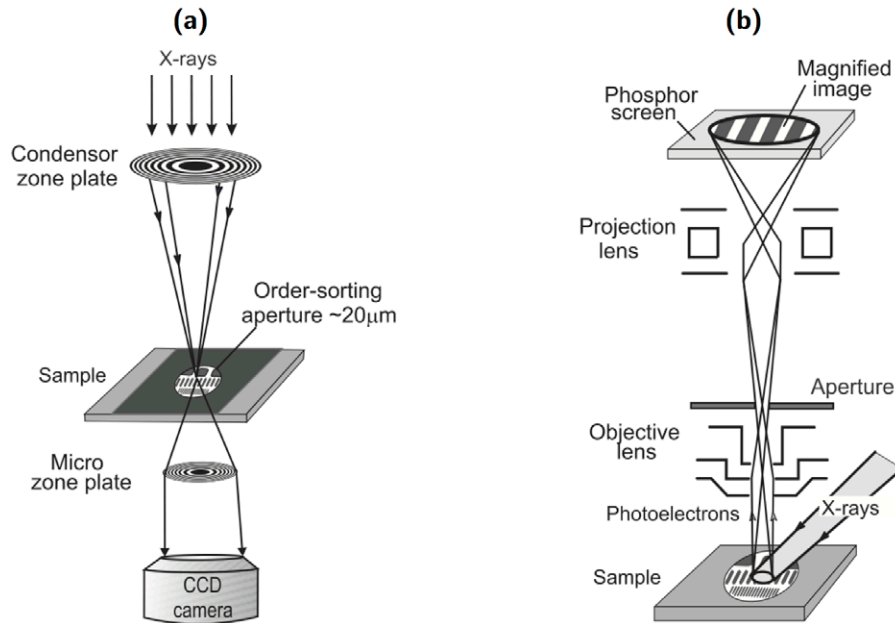 (a)
X-rays
Condensor
zone plate
Order-sorting
aperture ~20μm
Sample
Micro
zone plate
CCD
camera
(b)
Magnified
image
Phosphor
screen
Projection
lens
Aperture
Objective
lens
X-rays
Photoelectrons
Sample